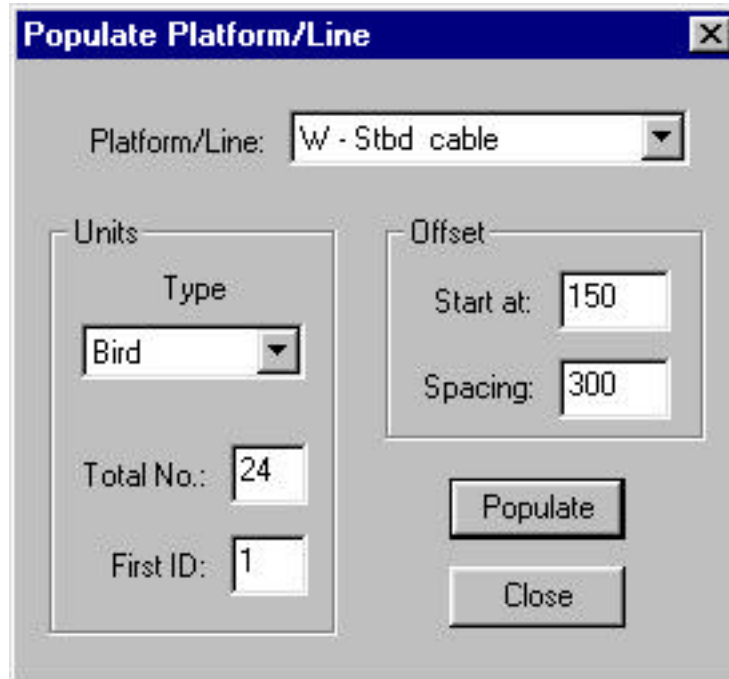 Populate Platform/Line
Platform/Line: W - Stbd  cable
Units
Type
Bird
Total No.: 24
First ID: 1
Offset
Start at: 150
Spacing: 300
Populate
Close